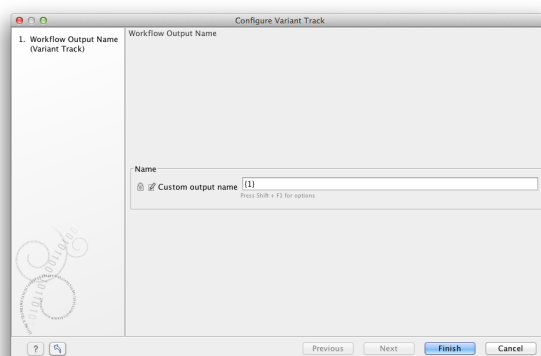 Configure Variant Track
1. Workflow Output Name
(Variant Track)
Workflow Output Name
Name
Custom output name
{1}
Press Shift + F1 for options
?
Previous
Next
Finish
Cancel